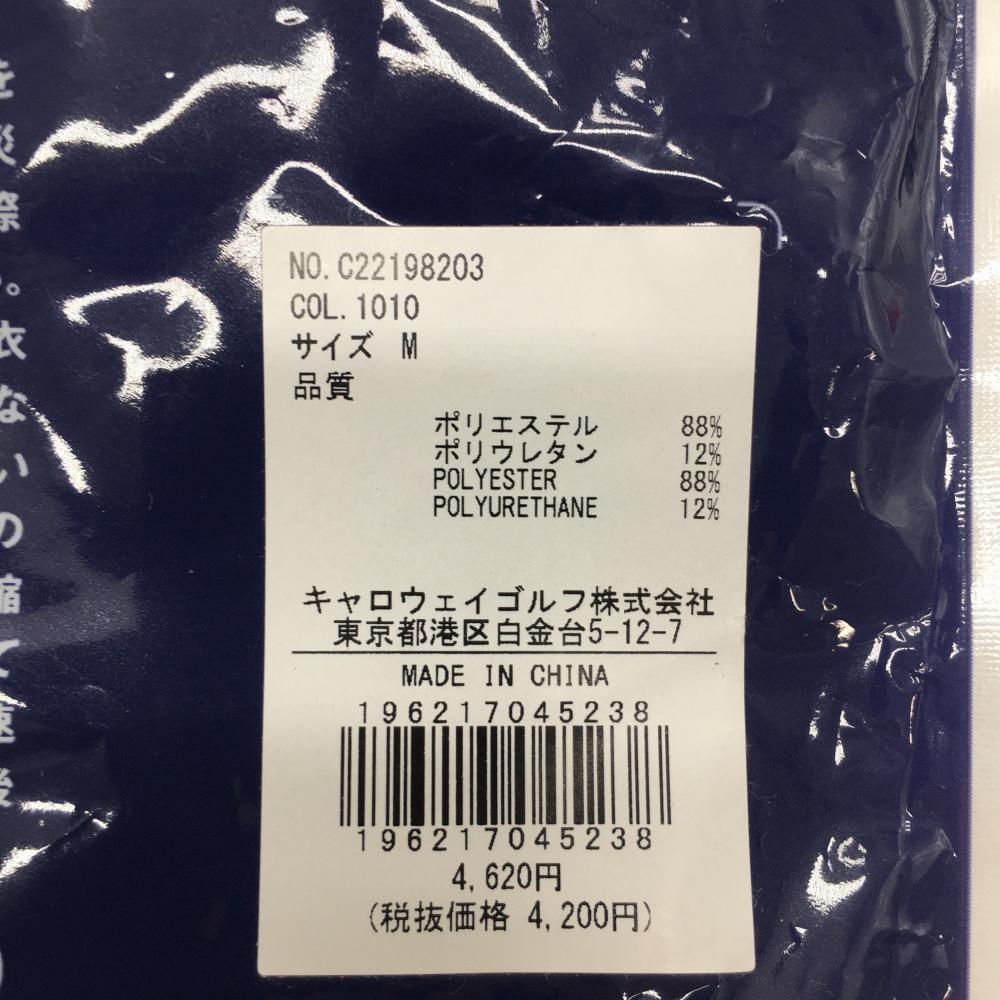 NO.C22198203
COL.1010
サイズ M
品質
ポリエステル 88%
ポリウレタン 12%
POLYESTER 88%
POLYURETHANE 12%
キャロウェイゴルフ株式会社
東京都港区白金台5-12-7
MADE IN CHINA
196217045238
196217045238
4,620円
(税抜価格 4,200円)